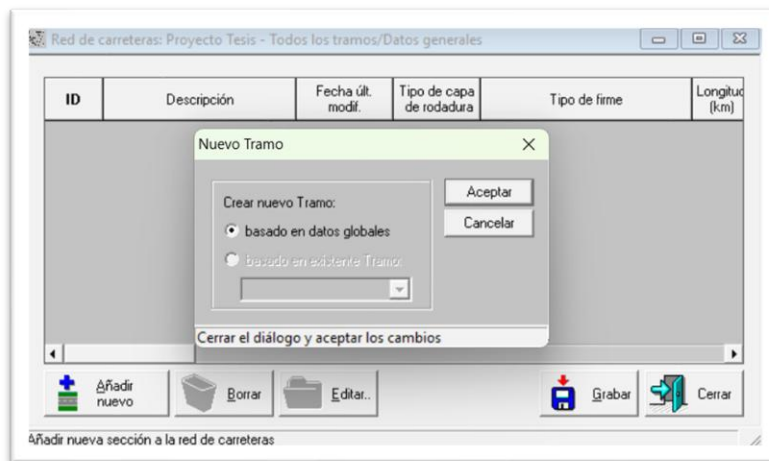 Red de carreteras: Proyecto Tesis - Todos los tramos/Datos generales
ID Descripción Fecha últ. modif. Tipo de capa de rodadura Tipo de firme Longitud (km)
Nuevo Tramo
Crear nuevo Tramo:
basado en datos globales
basado en existente Tramo:
Aceptar
Cancelar
Cerrar el diálogo y aceptar los cambios
Añadir nuevo
Borrar
Editar..
Grabar
Cerrar
Añadir nueva sección a la red de carreteras